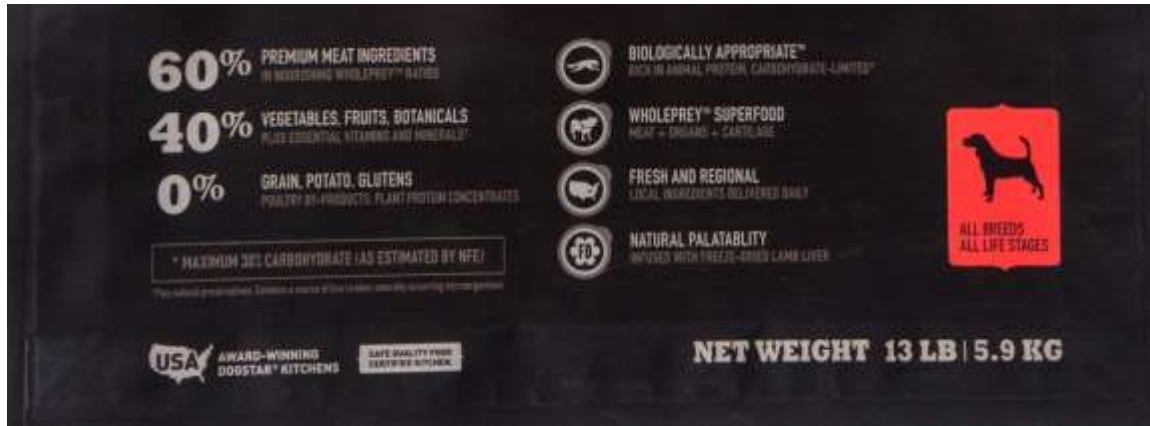 60% PREMIUM MEAT INGREDIENTS
IN NOURISHING WHOLEPREY™ RATIOS
40% VEGETABLES, FRUITS, BOTANICALS
PLUS ESSENTIAL VITAMINS AND MINERALS*
0% GRAIN, POTATO, GLUTENS
POULTRY BY-PRODUCTS, PLANT PROTEIN CONCENTRATES
* MAXIMUM 30% CARBOHYDRATE (AS ESTIMATED BY NFE)
USA AWARD-WINNING
DOGSTAR® KITCHENS
SAFE QUALITY FOOD
CERTIFIED KITCHEN
BIOLOGICALLY APPROPRIATE™
RICH IN ANIMAL PROTEIN, CARBOHYDRATE-LIMITED*
WHOLEPREY™ SUPERFOOD
MEAT + ORGANS + CARTILAGE
FRESH AND REGIONAL
LOCAL INGREDIENTS DELIVERED DAILY
FD
NATURAL PALATABLITY
INFUSED WITH FREEZE-DRIED LAMB LIVER
ALL BREEDS
ALL LIFE STAGES
NET WEIGHT 13 LB | 5.9 KG